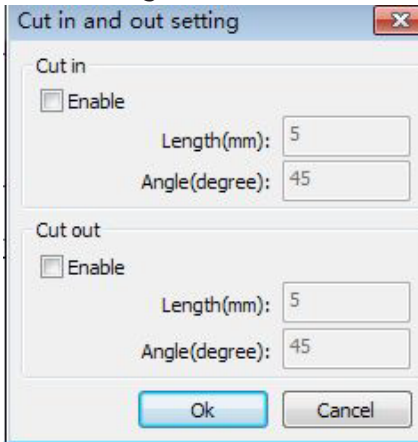 Cut in and out setting
Cut in
Enable
Length(mm): 5
Angle(degree): 45
Cut out
Enable
Length(mm): 5
Angle(degree): 45
Ok Cancel